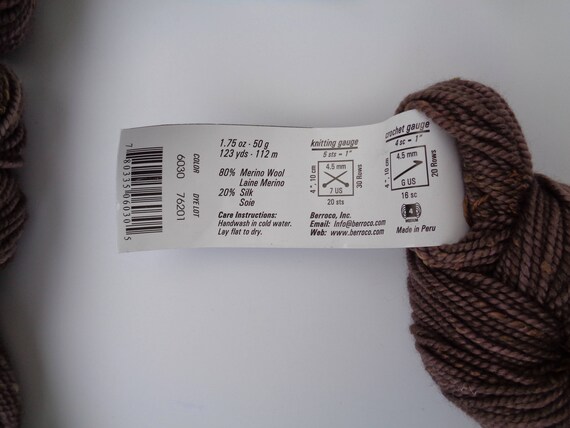 7 80335 06030 5
COLOR
6030
DYE LOT
76201
1.75 oz - 50 g
123 yds - 112 m
80% Merino Wool
Laine Merino
20% Silk
Soie
Care Instructions:
Handwash in cold water.
Lay flat to dry.
knitting gauge
5 sts = 1"
4", 10 cm
4.5 mm
7 US
30 Rows
20 sts
Berroco, Inc.
Email: Info@berroco.com
Web: www.berroco.com
crochet gauge
4 sc = 1"
4", 10 cm
4.5 mm
G US
20 Rows
16 sc
Made in Peru